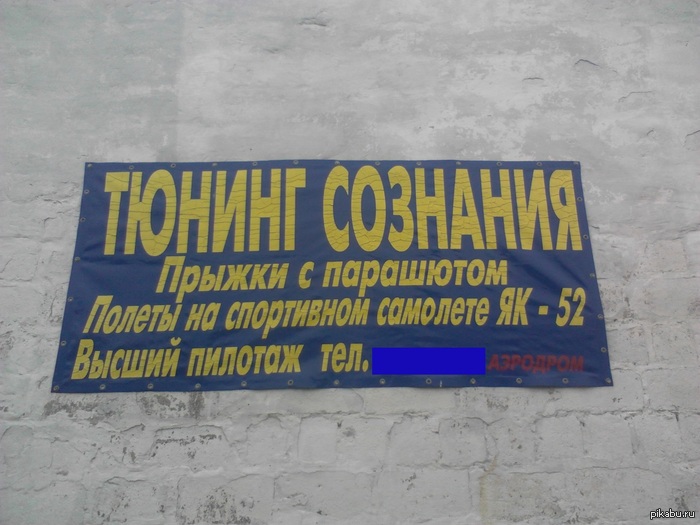 ТЮНИНГ СОЗНАНИЯ
Прыжки с парашютом
Полеты на спортивном самолете ЯК - 52
Высший пилотаж тел. АЭРОДРОМ
pikabu.ru